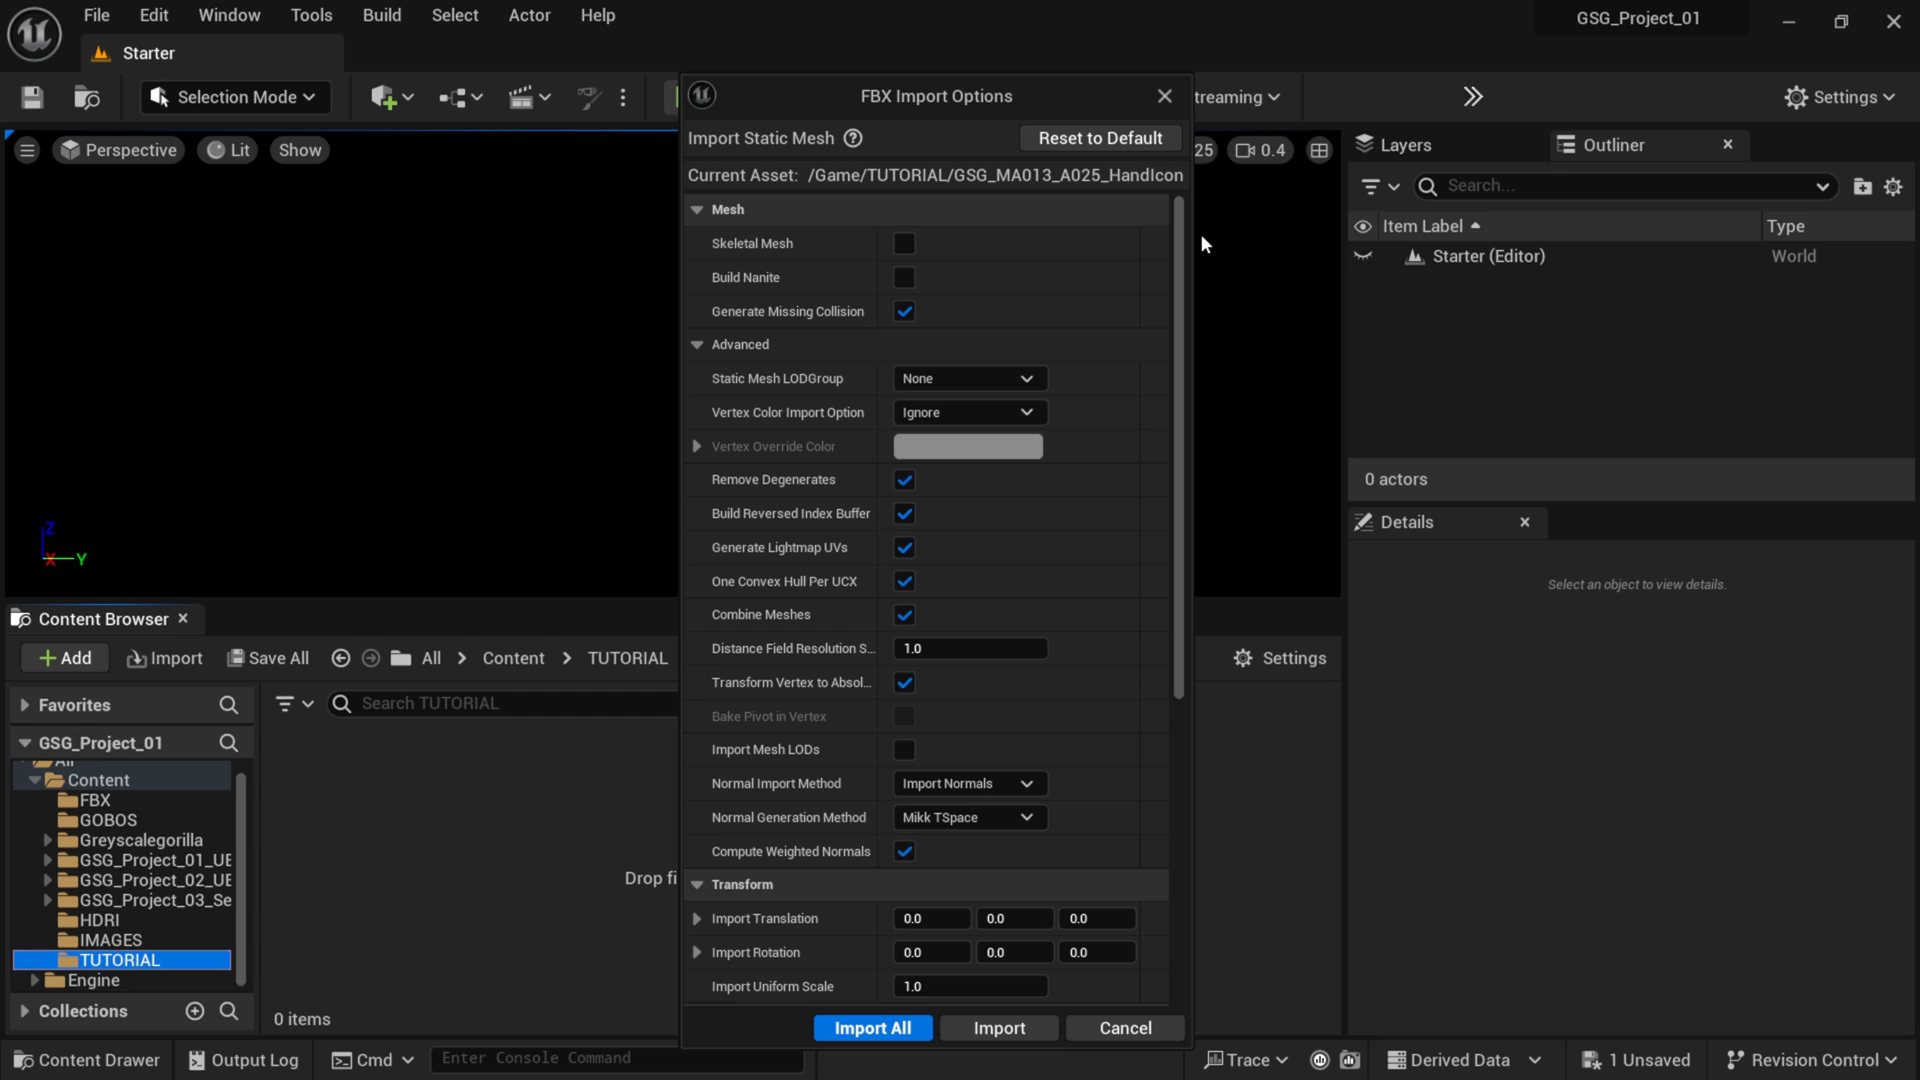 File Edit Window Tools Build Select Actor Help
GSG_Project_01
Starter
Selection Mode
treaming
Settings
Perspective Lit Show
25 0.4
FBX Import Options
Import Static Mesh ? Reset to Default
Current Asset: /Game/TUTORIAL/GSG_MA013_A025_HandIcon
Mesh
Skeletal Mesh
Build Nanite
Generate Missing Collision
Advanced
Static Mesh LODGroup None
Vertex Color Import Option Ignore
Vertex Override Color
Remove Degenerates
Build Reversed Index Buffer
Generate Lightmap UVs
One Convex Hull Per UCX
Combine Meshes
Distance Field Resolution S... 1.0
Transform Vertex to Absol...
Bake Pivot in Vertex
Import Mesh LODs
Normal Import Method Import Normals
Normal Generation Method Mikk TSpace
Compute Weighted Normals
Transform
Import Translation 0.0 0.0 0.0
Import Rotation 0.0 0.0 0.0
Import Uniform Scale 1.0
Import All Import Cancel
Layers Outliner
Search...
Item Label Type
Starter (Editor) World
0 actors
Details
Select an object to view details.
Z
X Y
Content Browser
Add Import Save All All Content TUTORIAL Settings
Favorites
Search TUTORIAL
GSG_Project_01
All
Content
FBX
GOBOS
Greyscalegorilla
GSG_Project_01_UE
GSG_Project_02_UE
GSG_Project_03_Se
HDRI
IMAGES
TUTORIAL
Engine
Collections
Drop fi
0 items
Content Drawer Output Log Cmd Enter Console Command Trace Derived Data 1 Unsaved Revision Control